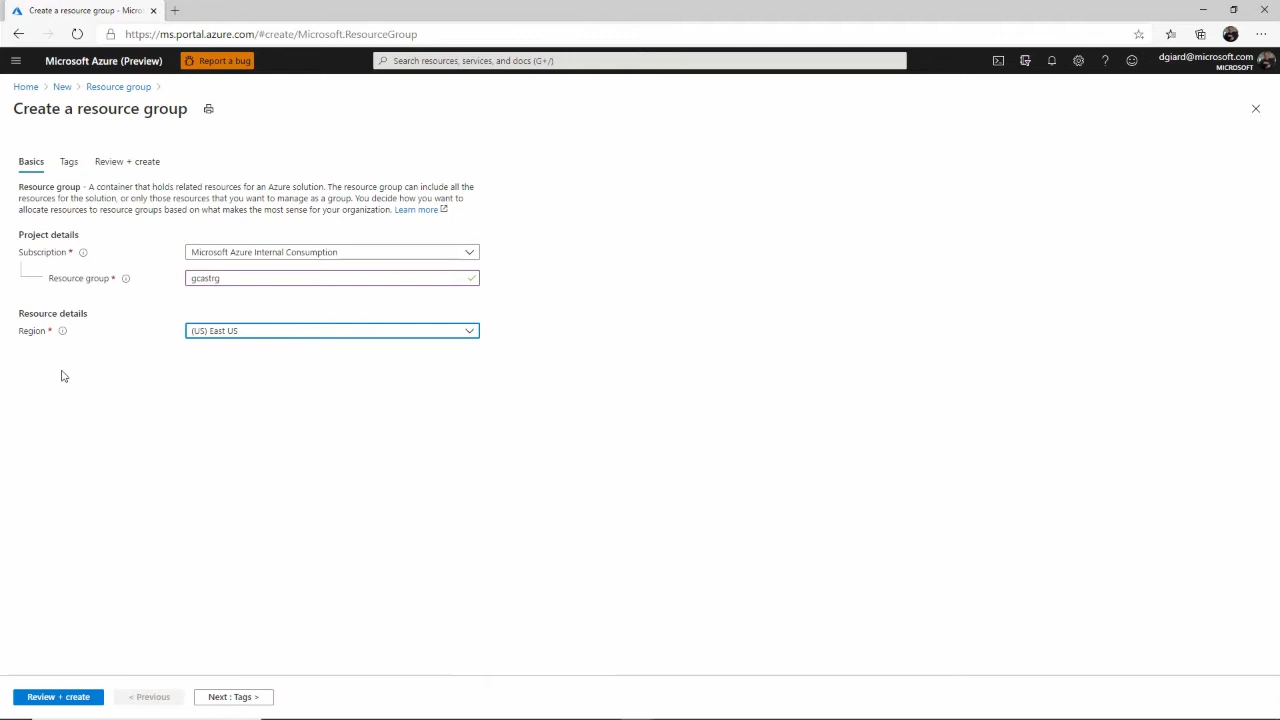 Create a resource group - Micro
https://ms.portal.azure.com/#create/Microsoft.ResourceGroup
Microsoft Azure (Preview)
Report a bug
Search resources, services, and docs (G+/)
dgiard@microsoft.com
MICROSOFT
Home > New > Resource group >
Create a resource group
Basics Tags Review + create
Resource group - A container that holds related resources for an Azure solution. The resource group can include all the
resources for the solution, or only those resources that you want to manage as a group. You decide how you want to
allocate resources to resource groups based on what makes the most sense for your organization. Learn more
Project details
Subscription * Microsoft Azure Internal Consumption
Resource group * gcastrg
Resource details
Region * (US) East US
Review + create < Previous Next : Tags >